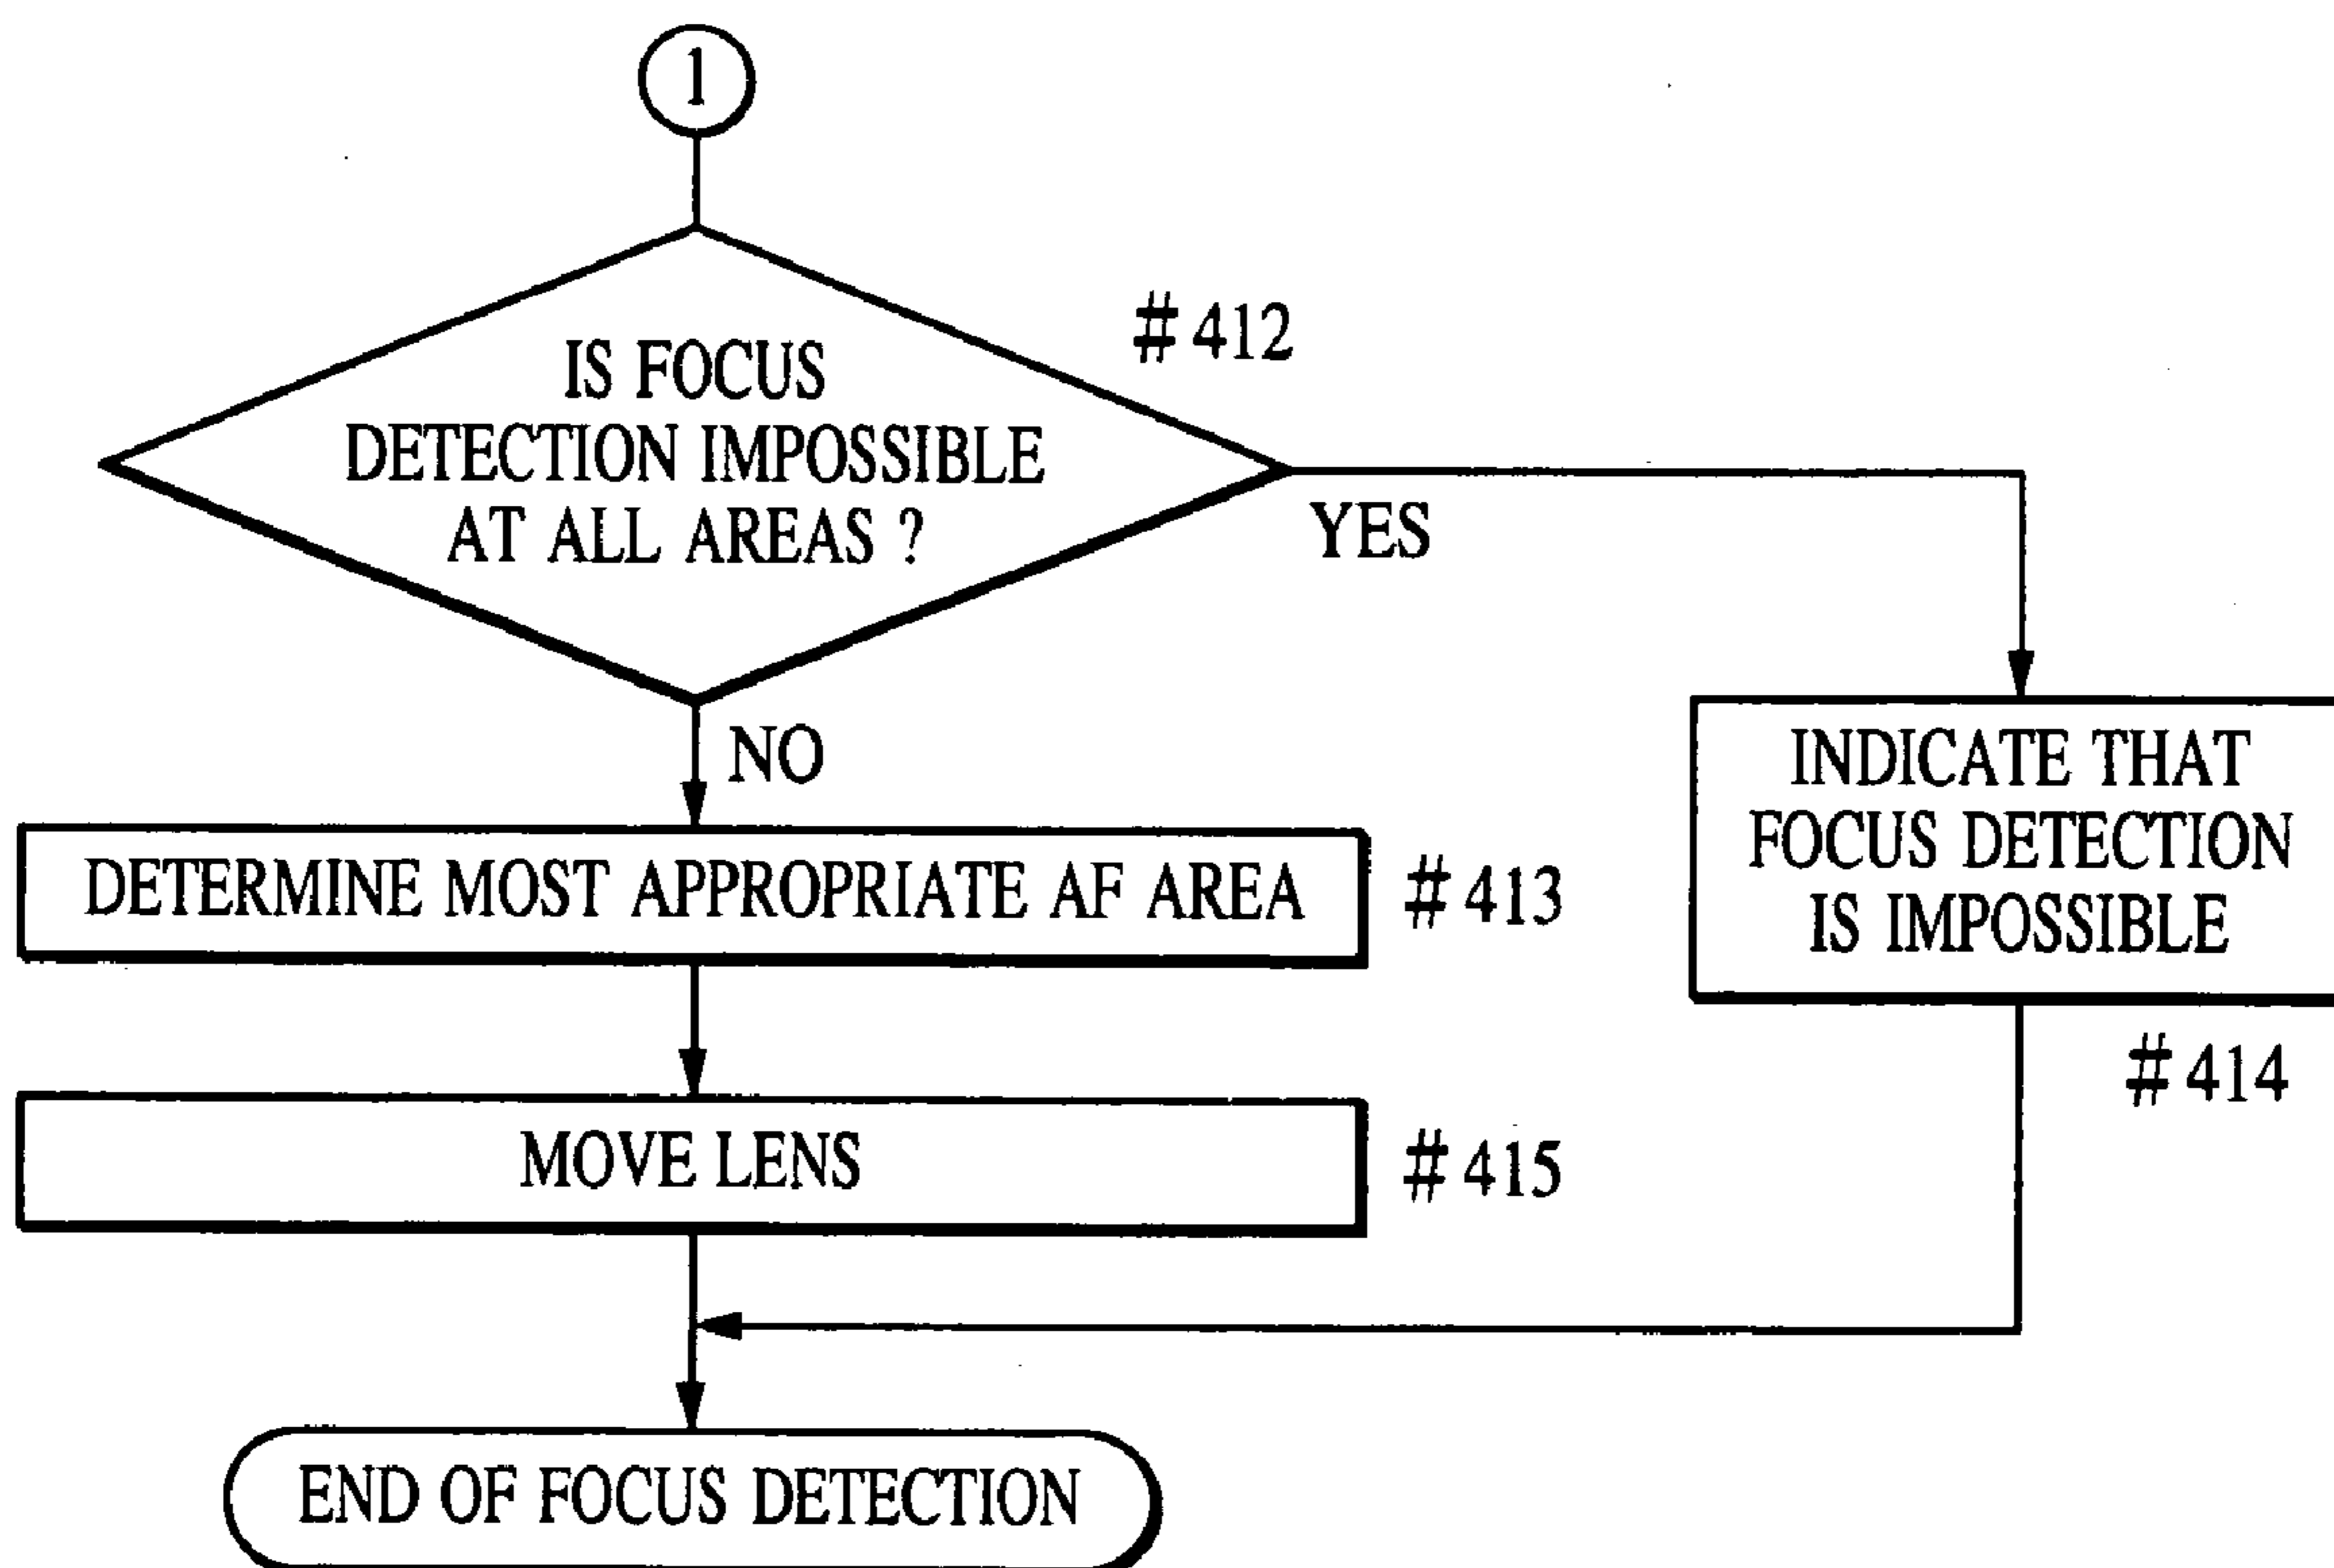 1
IS FOCUS
DETECTION IMPOSSIBLE
AT ALL AREAS ?
#412
YES
NO
DETERMINE MOST APPROPRIATE AF AREA
#413
INDICATE THAT
FOCUS DETECTION
IS IMPOSSIBLE
#414
MOVE LENS
#415
END OF FOCUS DETECTION